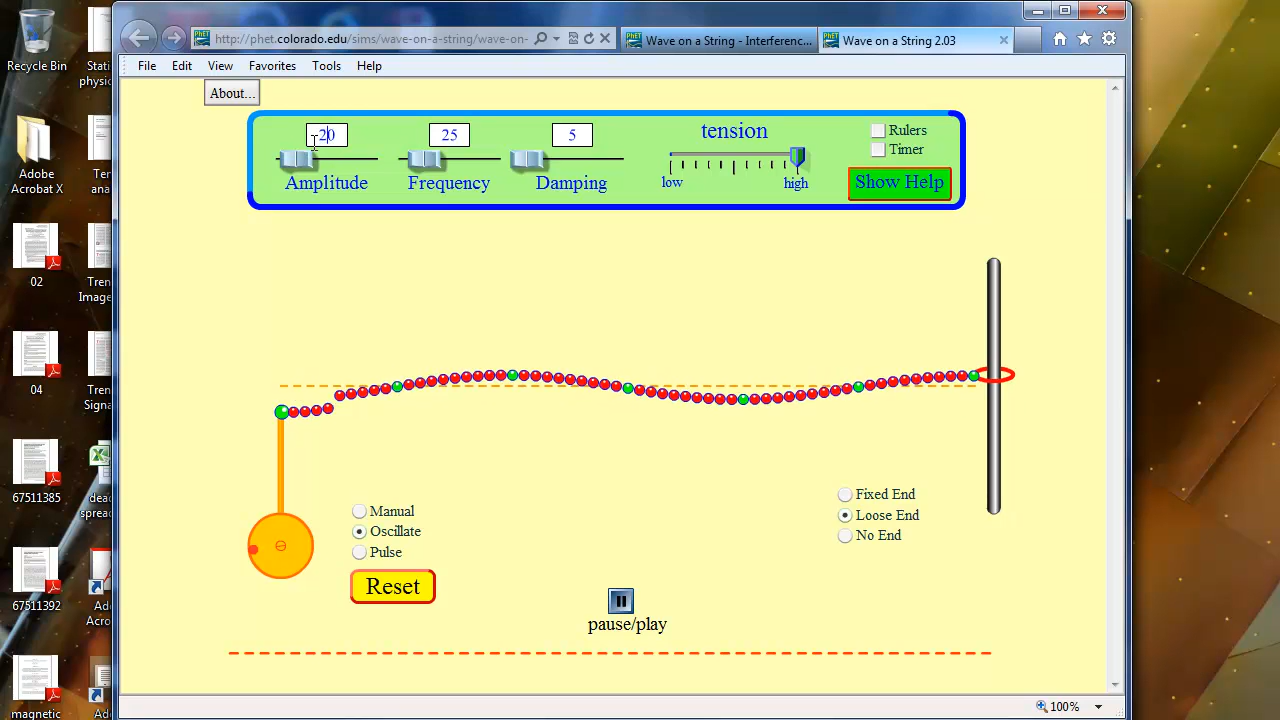 Recycle Bin
Adobe Acrobat X
02
04
67511385
67511392
magnetic
http://phet.colorado.edu/sims/wave-on-a-string/wave-on-
Wave on a String - Interferenc...
Wave on a String 2.03
File Edit View Favorites Tools Help
About...
20 25 5
Amplitude Frequency Damping
tension
low high
Rulers
Timer
Show Help
Manual
Oscillate
Pulse
Reset
Fixed End
Loose End
No End
pause/play
100%